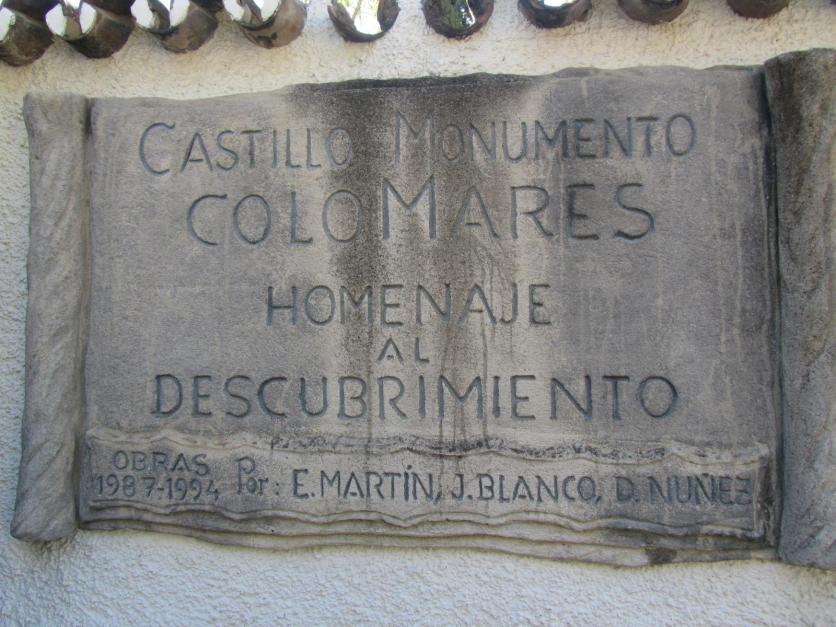 CASTILLO MONUMENTO
COLOMARES
HOMENAJE
AL
DESCUBRIMIENTO
OBRAS
1987-1994 Por: E. MARTÍN, J. BLANCO, D. NUÑEZ